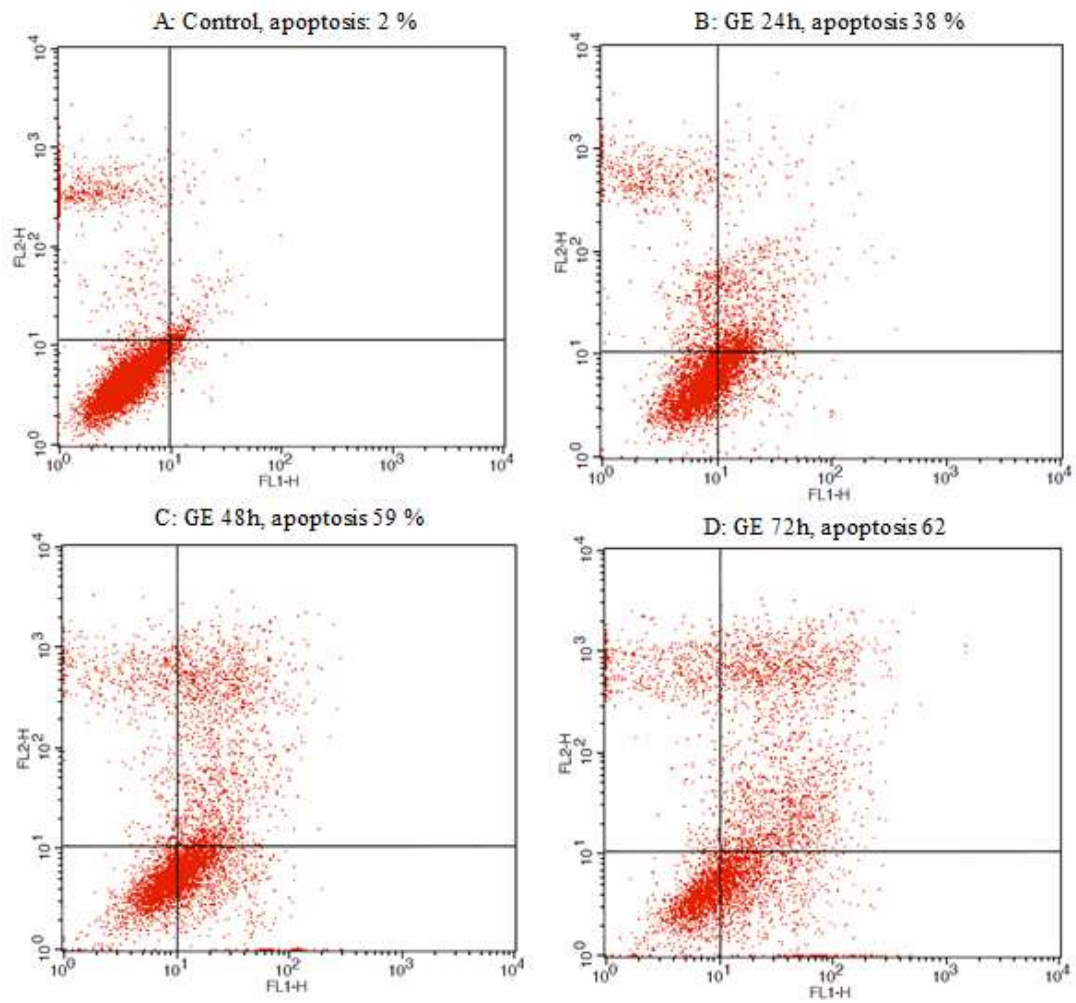 A: Control, apoptosis: 2 %
10^4
10^3
10^2
10^1
10^0
FL2-H
10^0 10^1 10^2 10^3 10^4
FL1-H
B: GE 24h, apoptosis 38 %
10^4
10^3
10^2
10^1
10^0
FL2-H
10^0 10^1 10^2 10^3 10^4
FL1-H
C: GE 48h, apoptosis 59 %
10^4
10^3
10^2
10^1
10^0
FL2-H
10^0 10^1 10^2 10^3 10^4
FL1-H
D: GE 72h, apoptosis 62
10^4
10^3
10^2
10^1
10^0
FL2-H
10^0 10^1 10^2 10^3 10^4
FL1-H